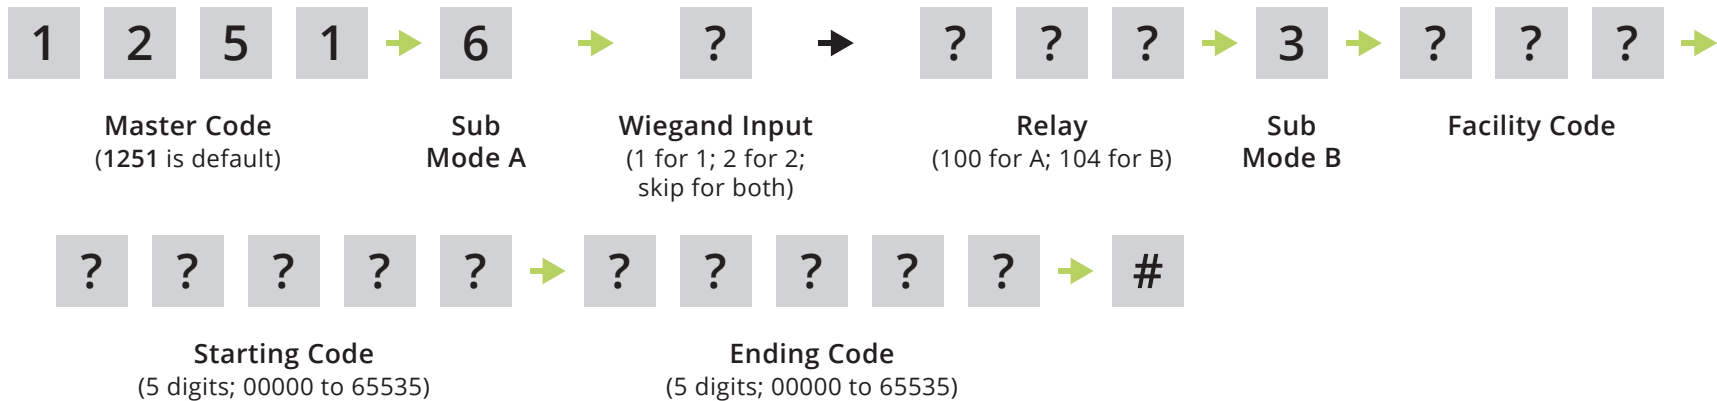 1 2 5 1 6 ? ? ? ? 3 ? ? ?
Master Code Sub Wiegand Input Relay Sub Facility Code
(1251 is default) Mode A (1 for 1; 2 for 2; (100 for A; 104 for B) Mode B
skip for both)
? ? ? ? ? ? ? ? ? ? #
Starting Code Ending Code
(5 digits; 00000 to 65535) (5 digits; 00000 to 65535)